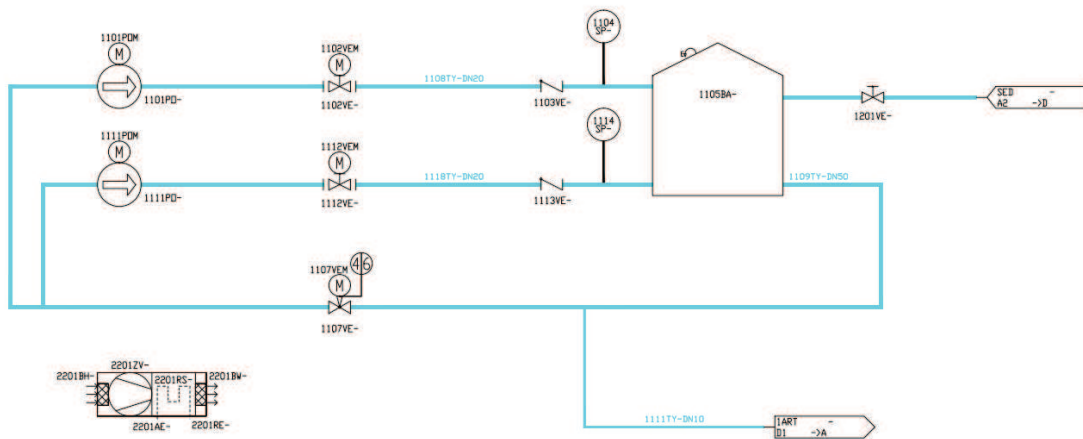 1101POM
M
1101PO-
1102VEM
M
1102VE-
1108TY-DN20
1103VE-
1104
SP-
1105BA-
1201VE-
SED -
A2 ->D
1111POM
M
1111PO-
1112VEM
M
1112VE-
1118TY-DN20
1113VE-
1114
SP-
1109TY-DN50
1107VEM
M
46
1107VE-
2201ZV-
2201BH-
2201RS-
2201BW-
2201AE-
2201RE-
1111TY-DN10
1ART -
D1 ->A